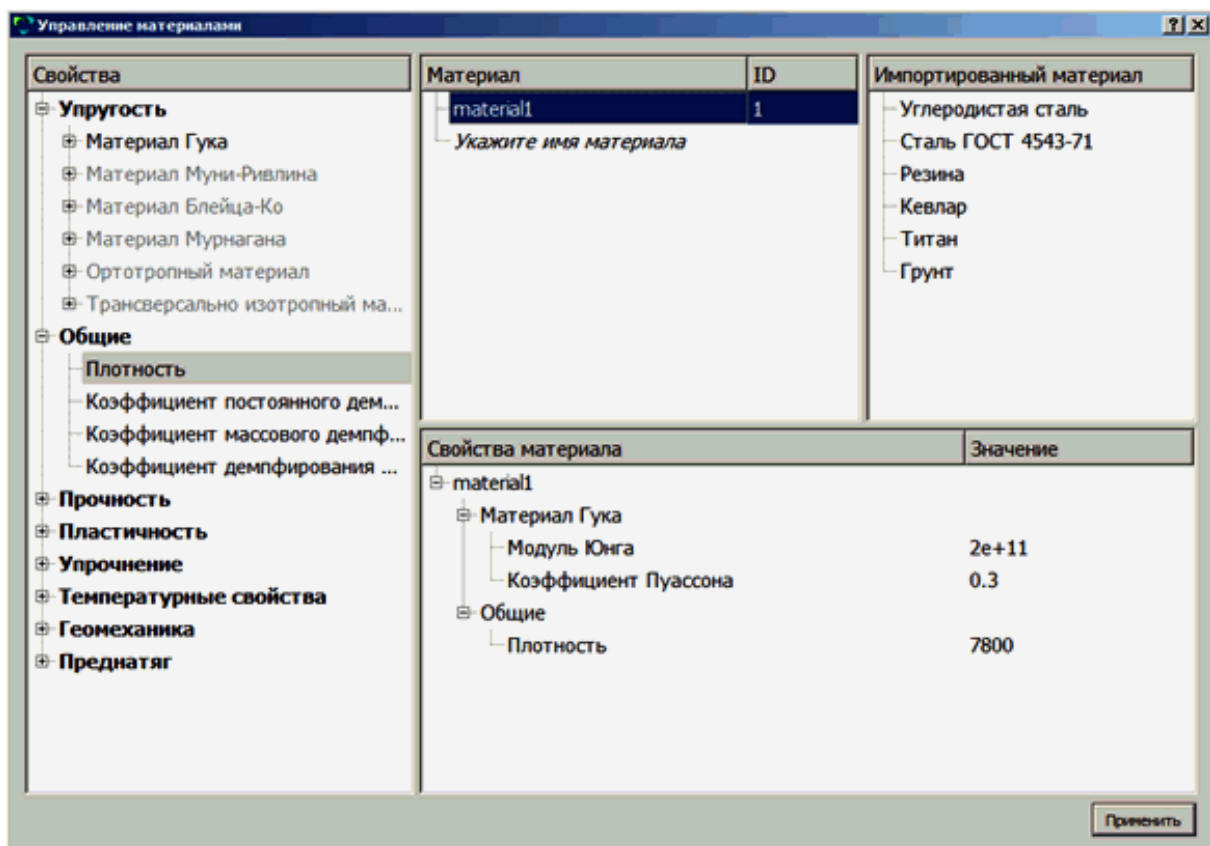 Управление материалами
Свойства
Упругость
Материал Гука
Материал Муни-Ривлина
Материал Блейца-Ко
Материал Мурнагана
Ортотропный материал
Трансверсально изотропный ма...
Общие
Плотность
Коэффициент постоянного дем...
Коэффициент массового демпф...
Коэффициент демпфирования ...
Прочность
Пластичность
Упрочнение
Температурные свойства
Геомеханика
Преднатяг
Материал ID
material1 1
Укажите имя материала
Импортированный материал
Углеродистая сталь
Сталь ГОСТ 4543-71
Резина
Кевлар
Титан
Грунт
Свойства материала Значение
material1
Материал Гука
Модуль Юнга 2e+11
Коэффициент Пуассона 0.3
Общие
Плотность 7800
Применить